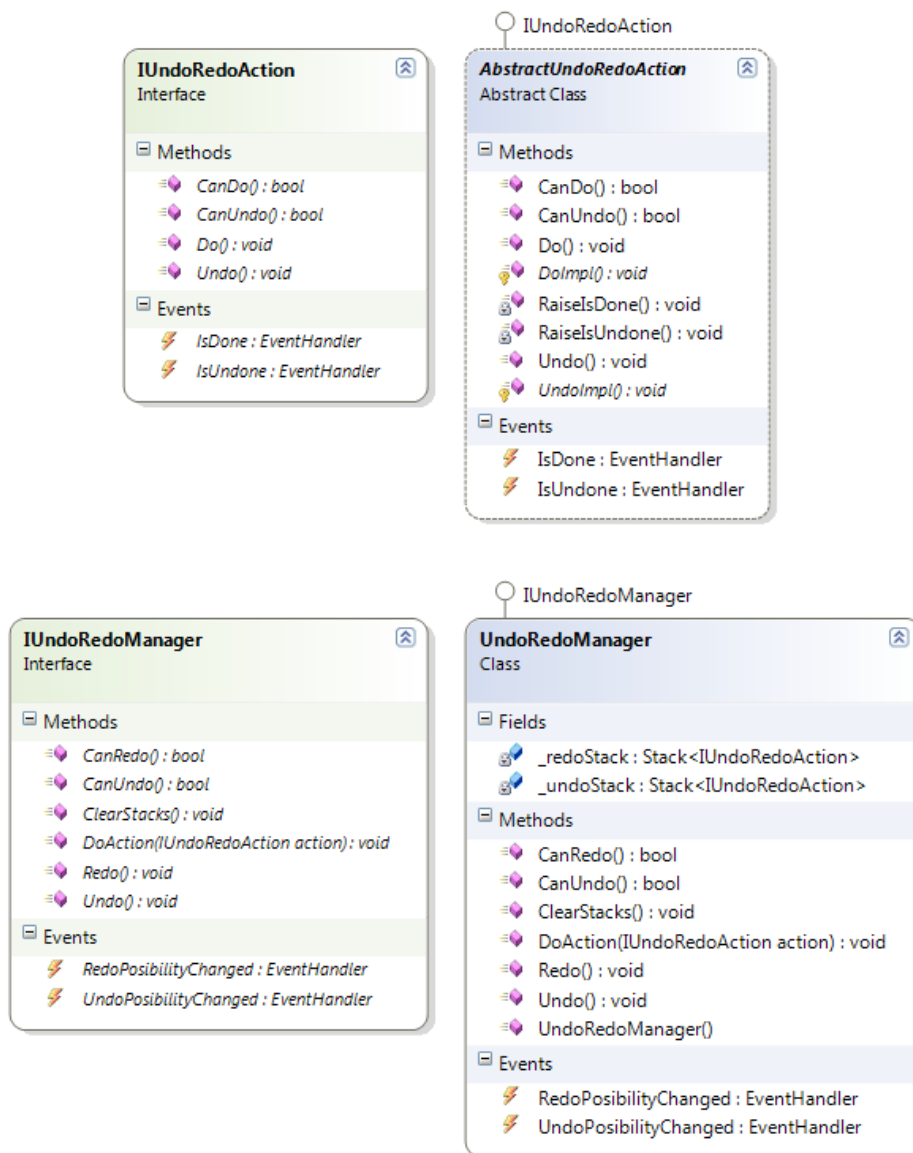 IUndoRedoAction
Interface
Methods
CanDo() : bool
CanUndo() : bool
Do() : void
Undo() : void
Events
IsDone : EventHandler
IsUndone : EventHandler
IUndoRedoAction
AbstractUndoRedoAction
Abstract Class
Methods
CanDo() : bool
CanUndo() : bool
Do() : void
DoImpl() : void
RaiseIsDone() : void
RaiseIsUndone() : void
Undo() : void
UndoImpl() : void
Events
IsDone : EventHandler
IsUndone : EventHandler
IUndoRedoManager
Interface
Methods
CanRedo() : bool
CanUndo() : bool
ClearStacks() : void
DoAction(IUndoRedoAction action) : void
Redo() : void
Undo() : void
Events
RedoPosibilityChanged : EventHandler
UndoPosibilityChanged : EventHandler
IUndoRedoManager
UndoRedoManager
Class
Fields
_redoStack : Stack<IUndoRedoAction>
_undoStack : Stack<IUndoRedoAction>
Methods
CanRedo() : bool
CanUndo() : bool
ClearStacks() : void
DoAction(IUndoRedoAction action) : void
Redo() : void
Undo() : void
UndoRedoManager()
Events
RedoPosibilityChanged : EventHandler
UndoPosibilityChanged : EventHandler